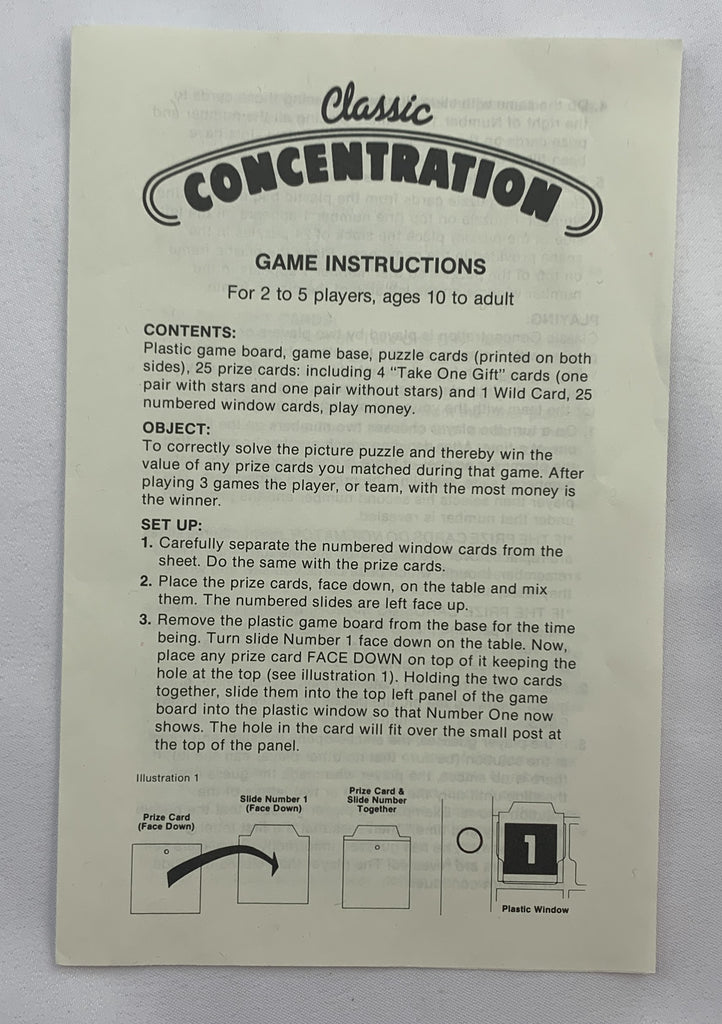 Classic
CONCENTRATION
GAME INSTRUCTIONS
For 2 to 5 players, ages 10 to adult
CONTENTS:
Plastic game board, game base, puzzle cards (printed on both
sides), 25 prize cards: including 4 “Take One Gift” cards (one
pair with stars and one pair without stars) and 1 Wild Card, 25
numbered window cards, play money.
OBJECT:
To correctly solve the picture puzzle and thereby win the
value of any prize cards you matched during that game. After
playing 3 games the player, or team, with the most money is
the winner.
SET UP:
1. Carefully separate the numbered window cards from the
sheet. Do the same with the prize cards.
2. Place the prize cards, face down, on the table and mix
them. The numbered slides are left face up.
3. Remove the plastic game board from the base for the time
being. Turn slide Number 1 face down on the table. Now,
place any prize card FACE DOWN on top of it keeping the
hole at the top (see illustration 1). Holding the two cards
together, slide them into the top left panel of the game
board into the plastic window so that Number One now
shows. The hole in the card will fit over the small post at
the top of the panel.
Illustration 1
Prize Card
(Face Down)
Slide Number 1
(Face Down)
Prize Card &
Slide Number
Together
1
Plastic Window